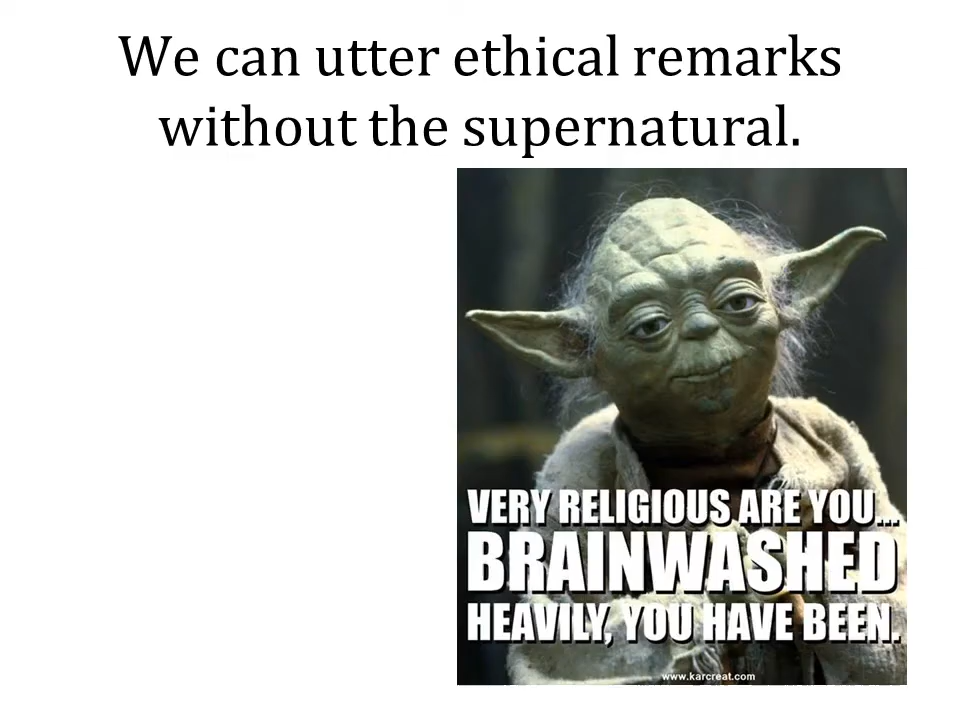 We can utter ethical remarks
without the supernatural.
VERY RELIGIOUS ARE YOU...
BRAINWASHED
HEAVILY, YOU HAVE BEEN.
www.karcreat.com